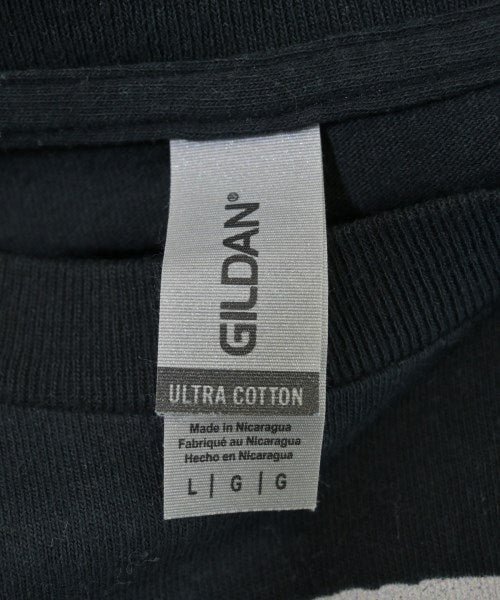 GILDAN®
ULTRA COTTON
Made in Nicaragua
Fabriqué au Nicaragua
Hecho en Nicaragua
L | G | G